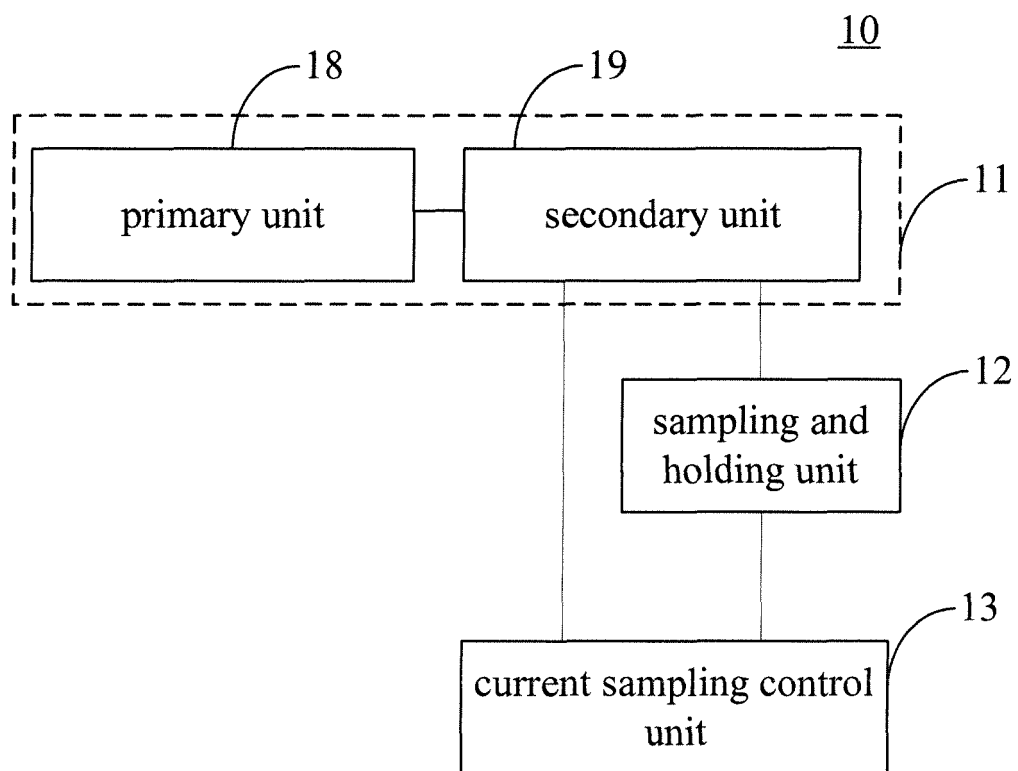 10
18
19
primary unit
secondary unit
11
12
sampling and
holding unit
13
current sampling control
unit